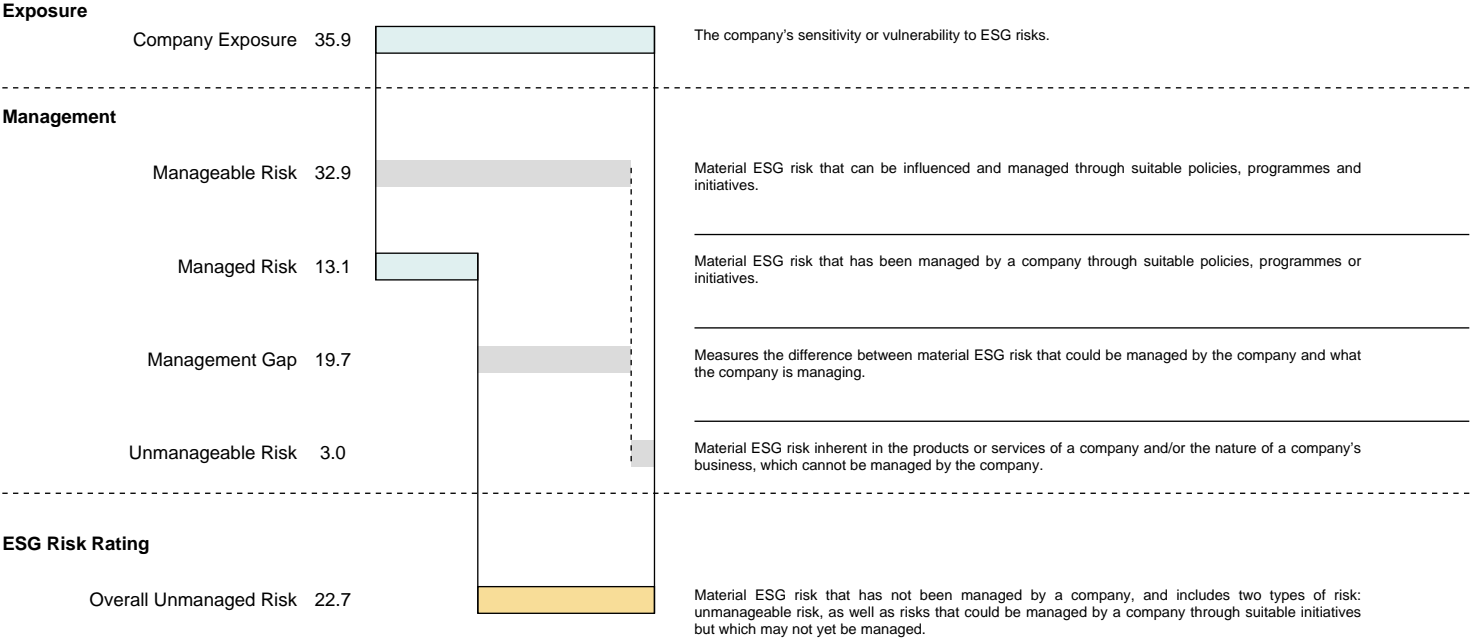 Exposure
Company Exposure 35.9
The company’s sensitivity or vulnerability to ESG risks.
Management
Manageable Risk 32.9
Material ESG risk that can be influenced and managed through suitable policies, programmes and
initiatives.
Managed Risk 13.1
Material ESG risk that has been managed by a company through suitable policies, programmes or
initiatives.
Management Gap 19.7
Measures the difference between material ESG risk that could be managed by the company and what
the company is managing.
Unmanageable Risk 3.0
Material ESG risk inherent in the products or services of a company and/or the nature of a company’s
business, which cannot be managed by the company.
ESG Risk Rating
Overall Unmanaged Risk 22.7
Material ESG risk that has not been managed by a company, and includes two types of risk:
unmanageable risk, as well as risks that could be managed by a company through suitable initiatives
but which may not yet be managed.